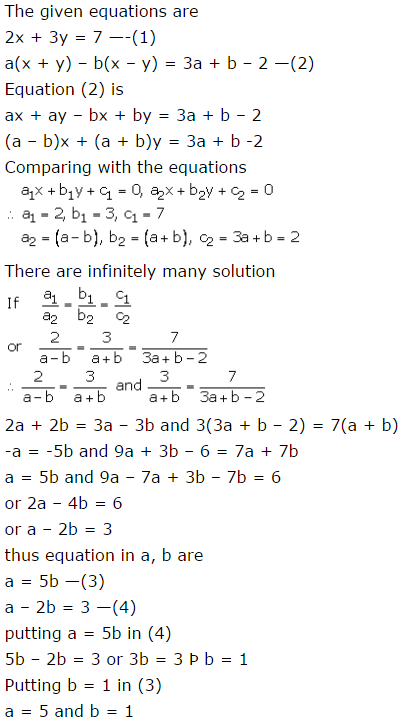 The given equations are
2x + 3y = 7 —-(1)
a(x + y) – b(x – y) = 3a + b – 2 —(2)
Equation (2) is
ax + ay – bx + by = 3a + b – 2
(a – b)x + (a + b)y = 3a + b -2
Comparing with the equations
a₁x + b₁y + c₁ = 0, a₂x + b₂y + c₂ = 0
∴ a₁ = 2, b₁ = 3, c₁ = 7
a₂ = (a – b), b₂ = (a + b), c₂ = 3a + b = 2
There are infinitely many solution
If a₁/a₂ = b₁/b₂ = c₁/c₂
or 2/(a – b) = 3/(a + b) = 7/(3a + b – 2)
∴ 2/(a – b) = 3/(a + b) and 3/(a + b) = 7/(3a + b – 2)
2a + 2b = 3a – 3b and 3(3a + b – 2) = 7(a + b)
-a = -5b and 9a + 3b – 6 = 7a + 7b
a = 5b and 9a – 7a + 3b – 7b = 6
or 2a – 4b = 6
or a – 2b = 3
thus equation in a, b are
a = 5b —(3)
a – 2b = 3 —(4)
putting a = 5b in (4)
5b – 2b = 3 or 3b = 3 Þ b = 1
Putting b = 1 in (3)
a = 5 and b = 1